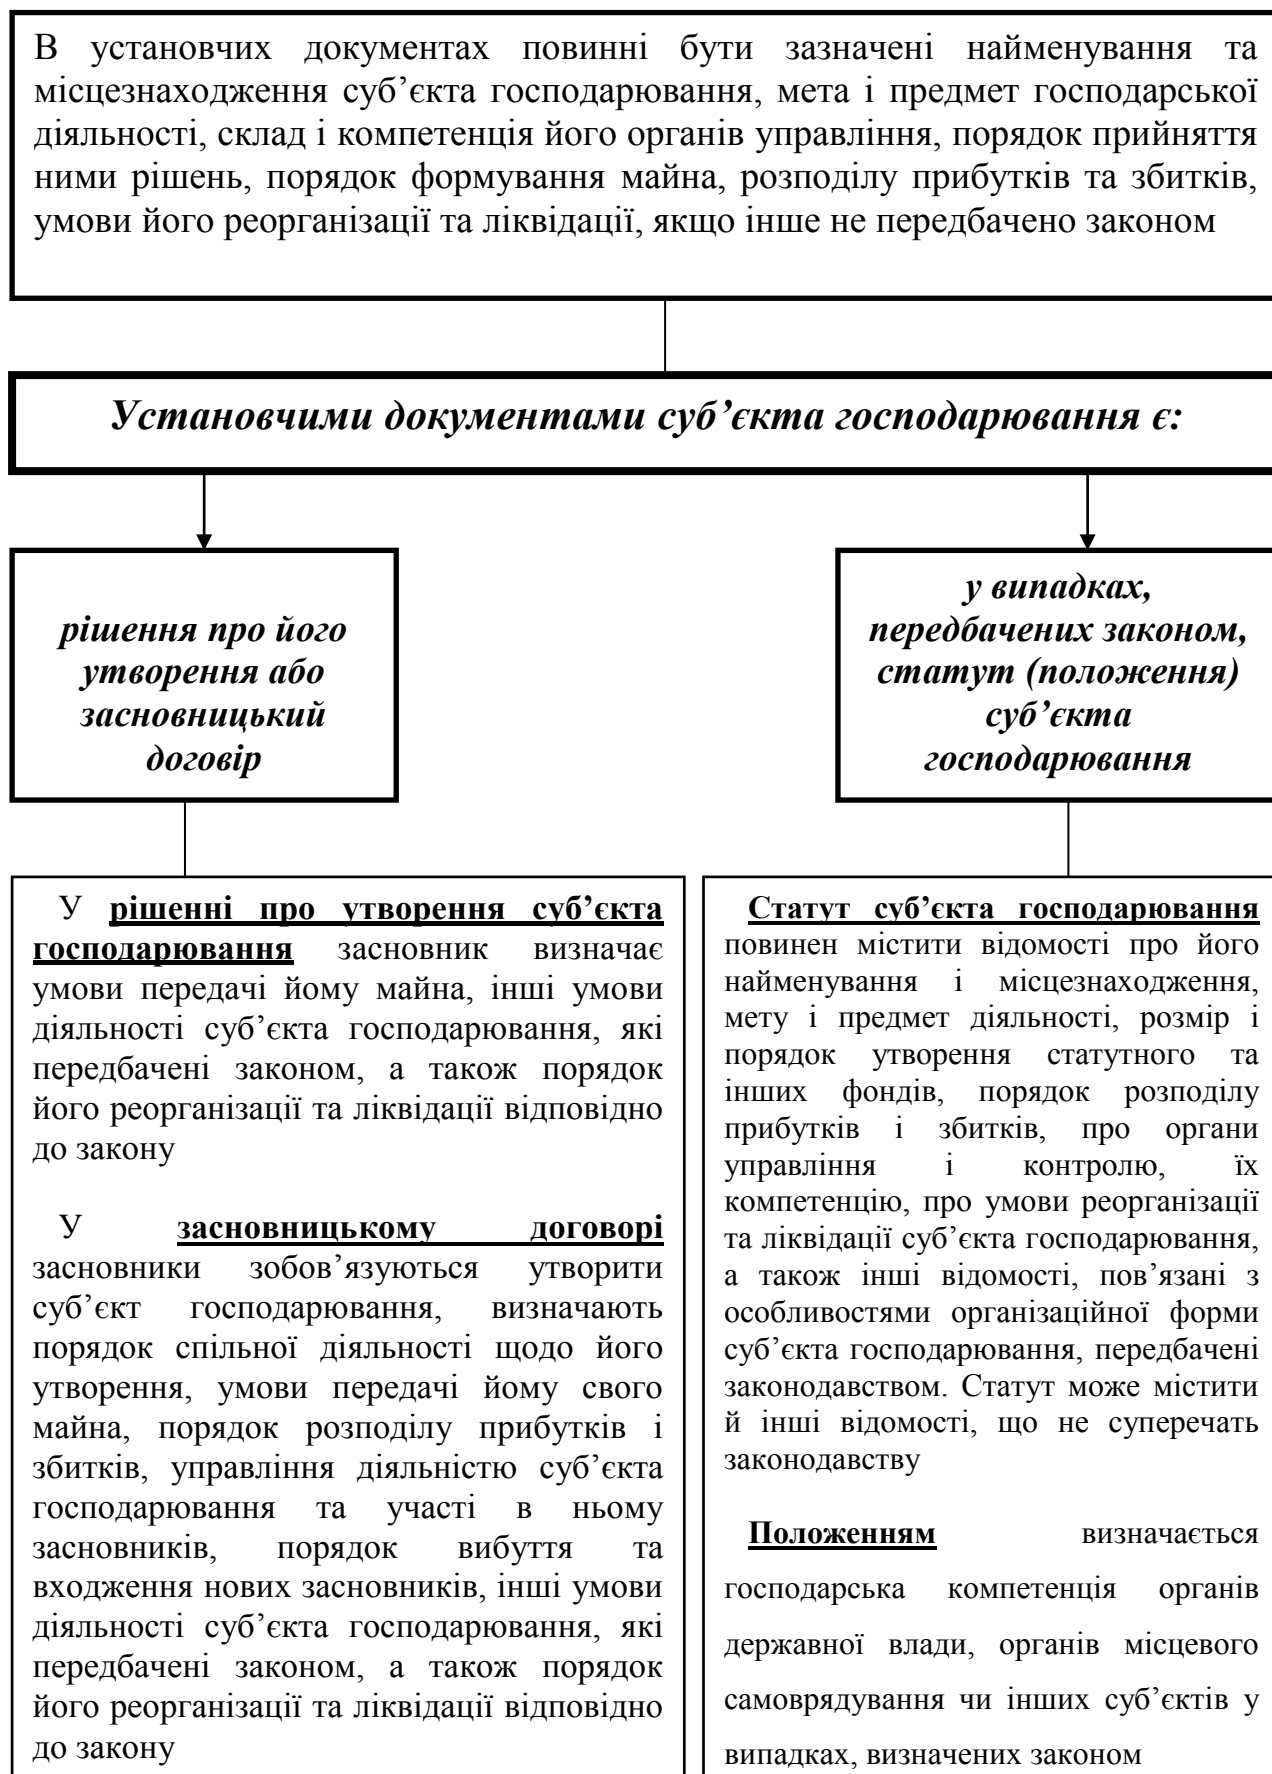 В установчих документах повинні бути зазначені найменування та
місцезнаходження суб’єкта господарювання, мета і предмет господарської
діяльності, склад і компетенція його органів управління, порядок прийняття
ними рішень, порядок формування майна, розподілу прибутків та збитків,
умови його реорганізації та ліквідації, якщо інше не передбачено законом
Установчими документами суб’єкта господарювання є:
рішення про його
утворення або
засновницький
договір
у випадках,
передбачених законом,
статут (положення)
суб’єкта
господарювання
У рішенні про утворення суб’єкта
господарювання засновник визначає
умови передачі йому майна, інші умови
діяльності суб’єкта господарювання, які
передбачені законом, а також порядок
його реорганізації та ліквідації відповідно
до закону
У засновницькому договорі
засновники зобов’язуються утворити
суб’єкт господарювання, визначають
порядок спільної діяльності щодо його
утворення, умови передачі йому свого
майна, порядок розподілу прибутків і
збитків, управління діяльністю суб’єкта
господарювання та участі в ньому
засновників, порядок вибуття та
входження нових засновників, інші умови
діяльності суб’єкта господарювання, які
передбачені законом, а також порядок
його реорганізації та ліквідації відповідно
до закону
Статут суб’єкта господарювання
повинен містити відомості про його
найменування і місцезнаходження,
мету і предмет діяльності, розмір і
порядок утворення статутного та
інших фондів, порядок розподілу
прибутків і збитків, про органи
управління і контролю, їх
компетенцію, про умови реорганізації
та ліквідації суб’єкта господарювання,
а також інші відомості, пов’язані з
особливостями організаційної форми
суб’єкта господарювання, передбачені
законодавством. Статут може містити
й інші відомості, що не суперечать
законодавству
Положенням визначається
господарська компетенція органів
державної влади, органів місцевого
самоврядування чи інших суб’єктів у
випадках, визначених законом